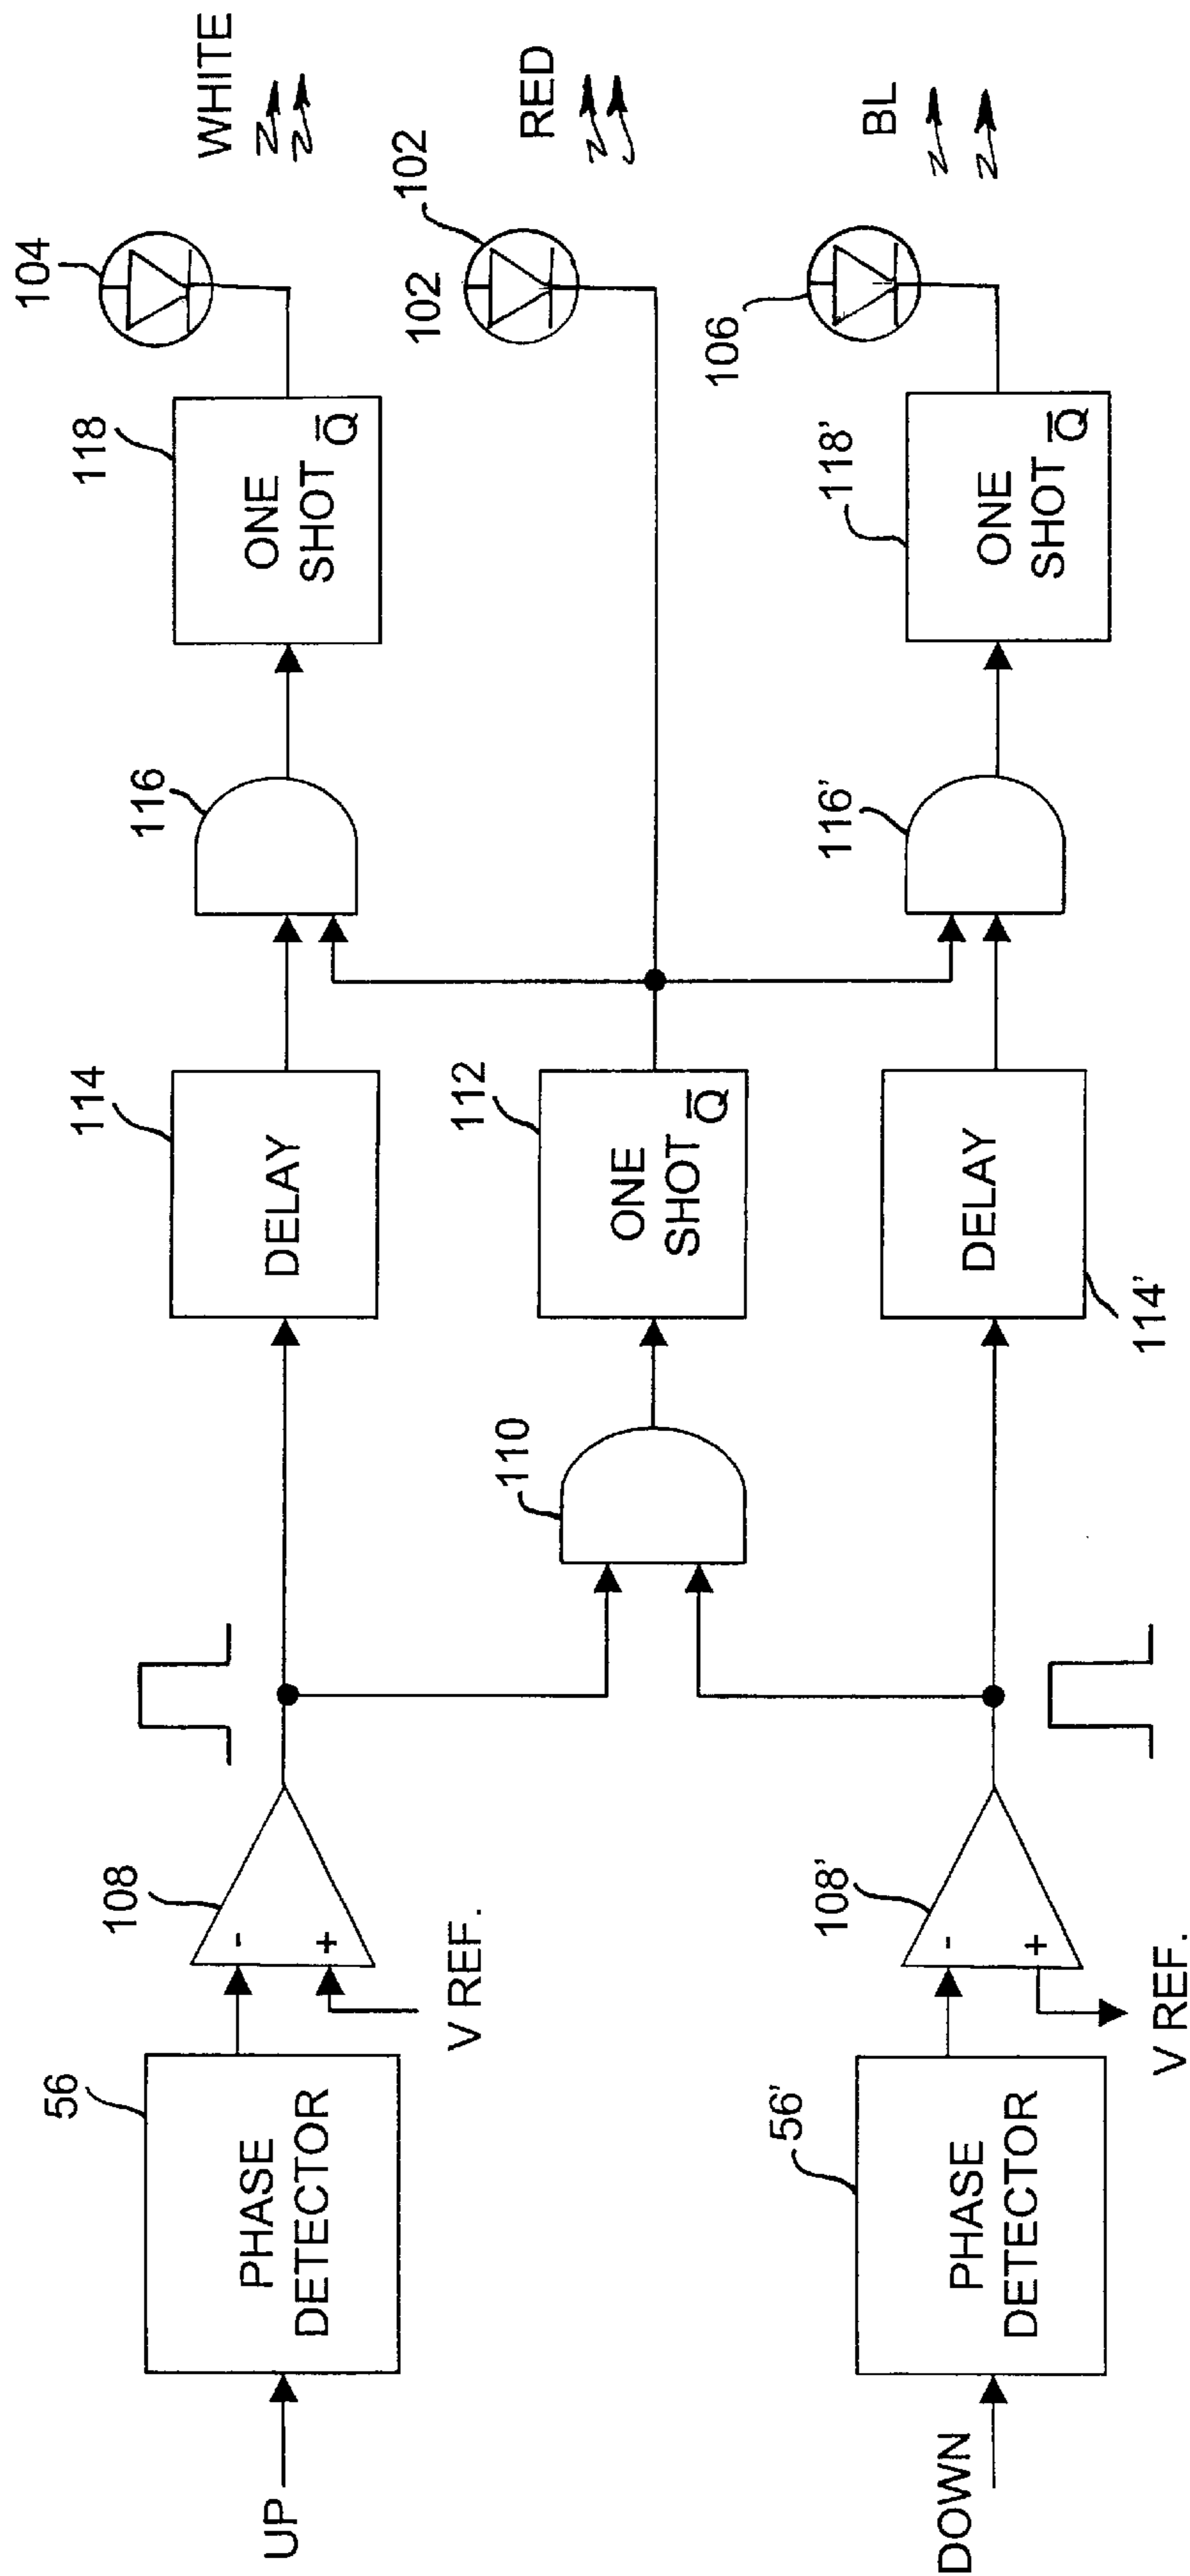 UP
PHASE
DETECTOR
56
-
+
V REF.
108
114
DELAY
116
118
ONE
SHOT Q̅
104
WHITE
110
112
ONE
SHOT Q̅
102
102
RED
DOWN
PHASE
DETECTOR
56'
-
+
V REF.
108'
DELAY
114'
116'
118'
ONE
SHOT Q̅
106
BL